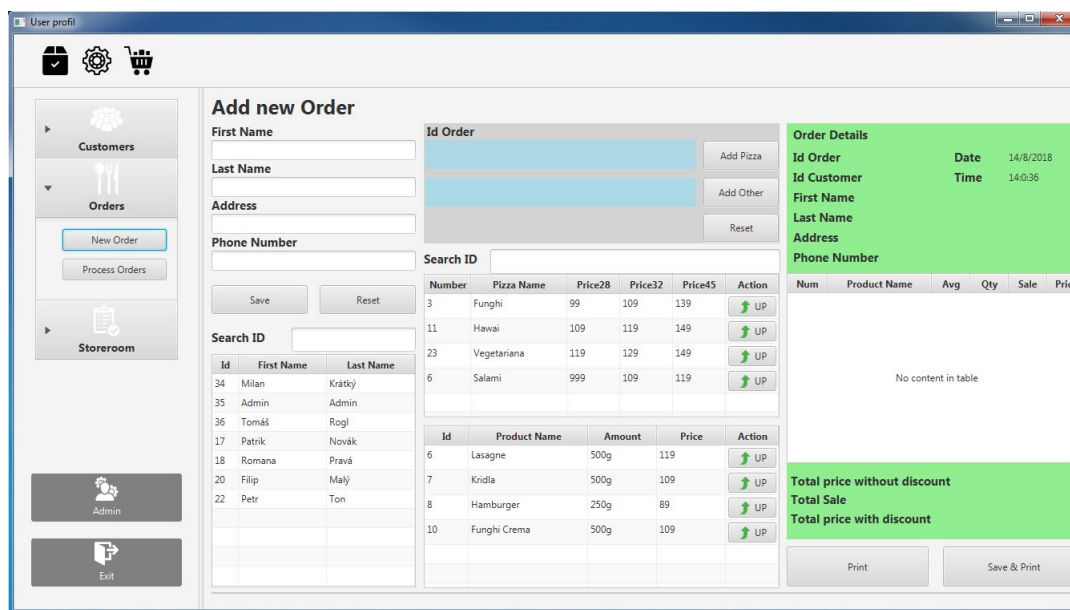 User profil
Customers
Orders
New Order
Process Orders
Storeroom
Admin
Exit
Add new Order
First Name
Last Name
Address
Phone Number
Save Reset
Search ID
Id First Name Last Name
34 Milan Krátký
35 Admin Admin
36 Tomáš Rogl
17 Patrik Novák
18 Romana Pravá
20 Filip Malý
22 Petr Ton
Id Order
Add Pizza
Add Other
Reset
Search ID
Number Pizza Name Price28 Price32 Price45 Action
3 Funghi 99 109 139 UP
11 Hawai 109 119 149 UP
23 Vegetariana 119 129 149 UP
6 Salami 999 109 119 UP
Id Product Name Amount Price Action
6 Lasagne 500g 119 UP
7 Kridla 500g 109 UP
8 Hamburger 250g 89 UP
10 Funghi Crema 500g 109 UP
Order Details
Id Order Date 14/8/2018
Id Customer Time 14:0:36
First Name
Last Name
Address
Phone Number
Num Product Name Avg Qty Sale
No content in table
Total price without discount
Total Sale
Total price with discount
Print Save & Print